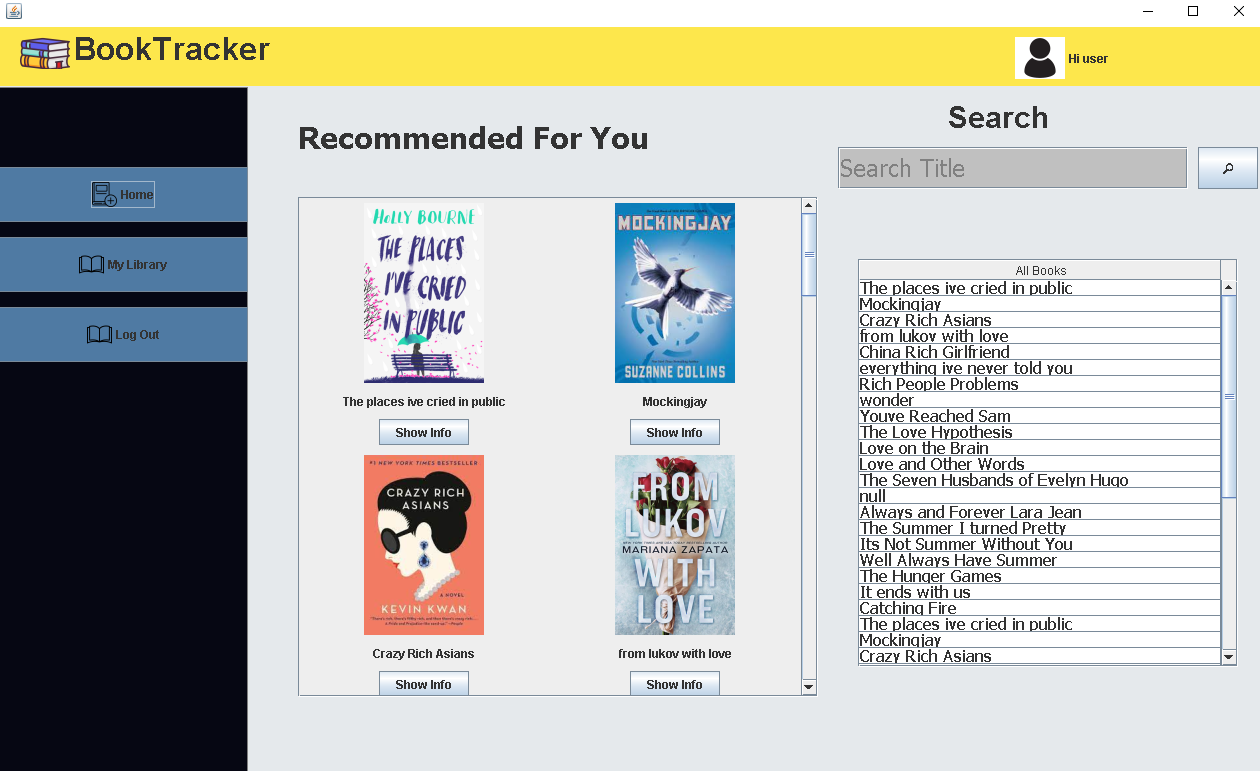 BookTracker
Hi user
Home
My Library
Log Out
Recommended For You
HOLLY BOURNE
THE PLACES
I'VE CRIED
IN PUBLIC
The places ive cried in public
Show Info
MOCKINGJAY
SUZANNE COLLINS
Mockingjay
Show Info
#1 NEW YORK TIMES BESTSELLER
CRAZY RICH
ASIANS
A NOVEL
KEVIN KWAN
Crazy Rich Asians
Show Info
FROM
LUKOV
MARIANA ZAPATA
WITH
LOVE
from lukov with love
Show Info
Search
Search Title
All Books
The places ive cried in public
Mockingjay
Crazy Rich Asians
from lukov with love
China Rich Girlfriend
everything ive never told you
Rich People Problems
wonder
Youve Reached Sam
The Love Hypothesis
Love on the Brain
Love and Other Words
The Seven Husbands of Evelyn Hugo
null
Always and Forever Lara Jean
The Summer I turned Pretty
Its Not Summer Without You
Well Always Have Summer
The Hunger Games
It ends with us
Catching Fire
The places ive cried in public
Mockingjay
Crazy Rich Asians